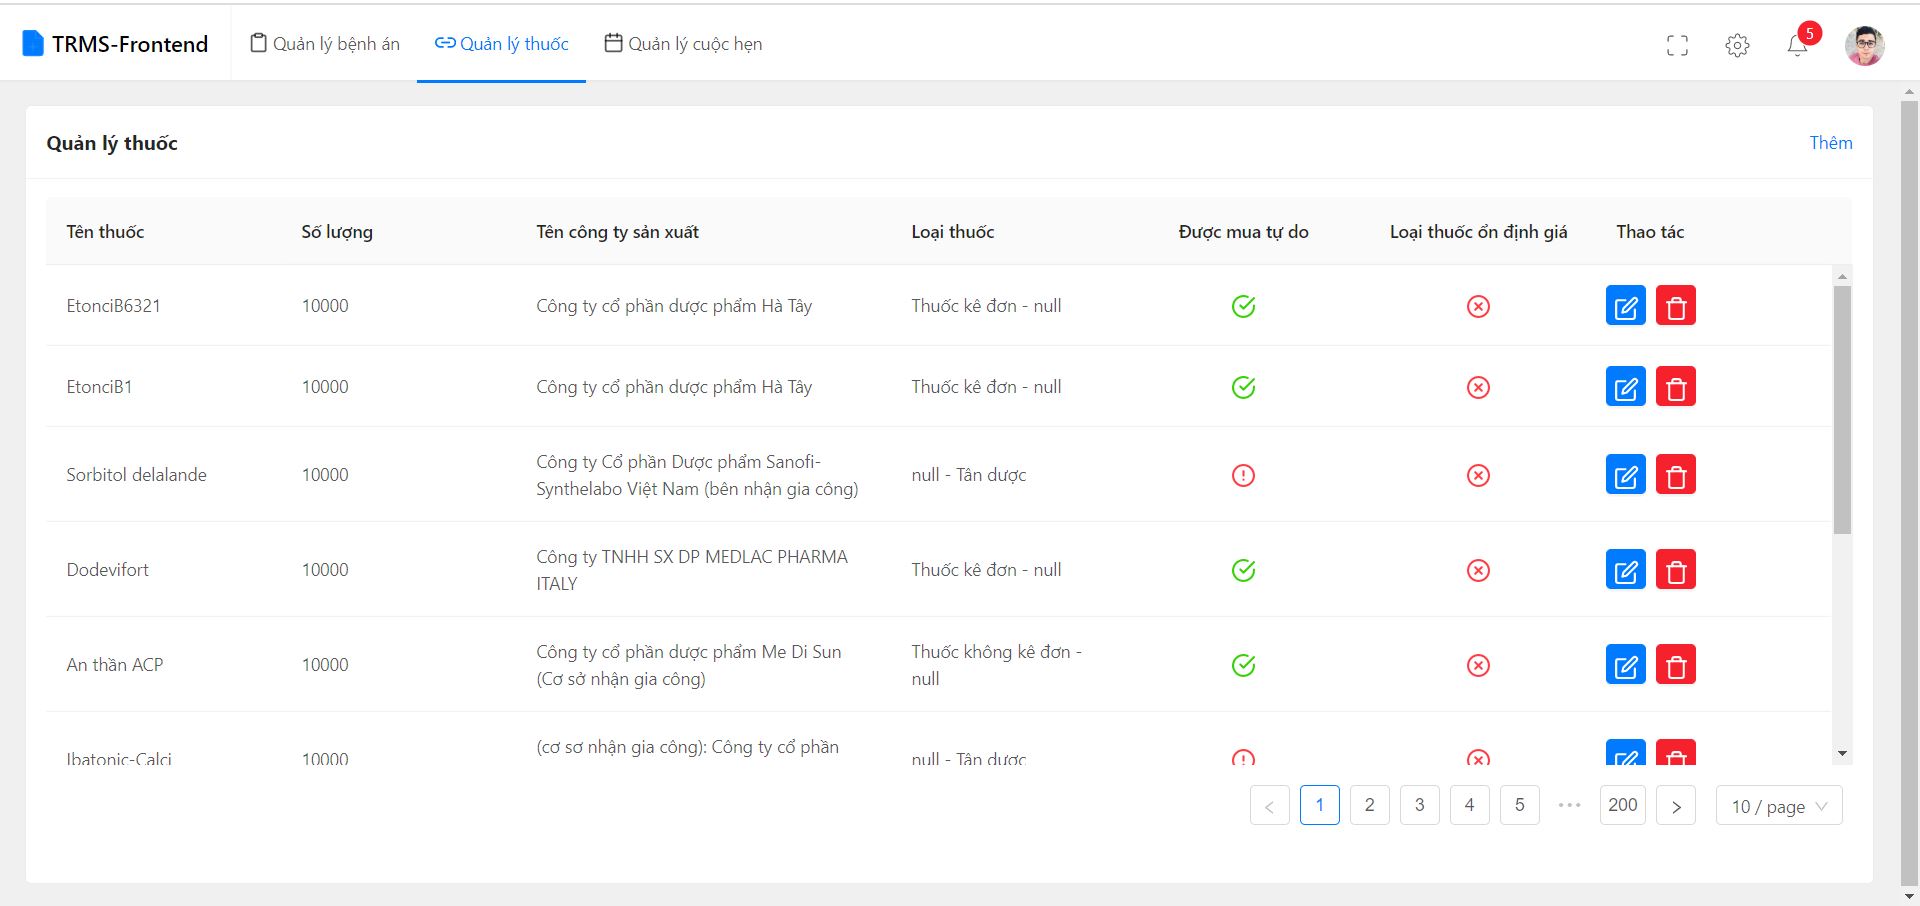 TRMS-Frontend
Quản lý bệnh án
Quản lý thuốc
Quản lý cuộc hẹn
5
Quản lý thuốc
Thêm
Tên thuốc
Số lượng
Tên công ty sản xuất
Loại thuốc
Được mua tự do
Loại thuốc ổn định giá
Thao tác
EtonciB6321
10000
Công ty cổ phần dược phẩm Hà Tây
Thuốc kê đơn - null
EtonciB1
10000
Công ty cổ phần dược phẩm Hà Tây
Thuốc kê đơn - null
Sorbitol delalande
10000
Công ty Cổ phần Dược phẩm Sanofi-
Synthelabo Việt Nam (bên nhận gia công)
null - Tân dược
Dodevifort
10000
Công ty TNHH SX DP MEDLAC PHARMA
ITALY
Thuốc kê đơn - null
An thần ACP
10000
Công ty cổ phần dược phẩm Me Di Sun
(Cơ sở nhận gia công)
Thuốc không kê đơn -
null
Ibatonic-Calci
10000
(cơ sơ nhận gia công): Công ty cổ phần
null - Tân dược
<
1
2
3
4
5
•••
200
>
10 / page